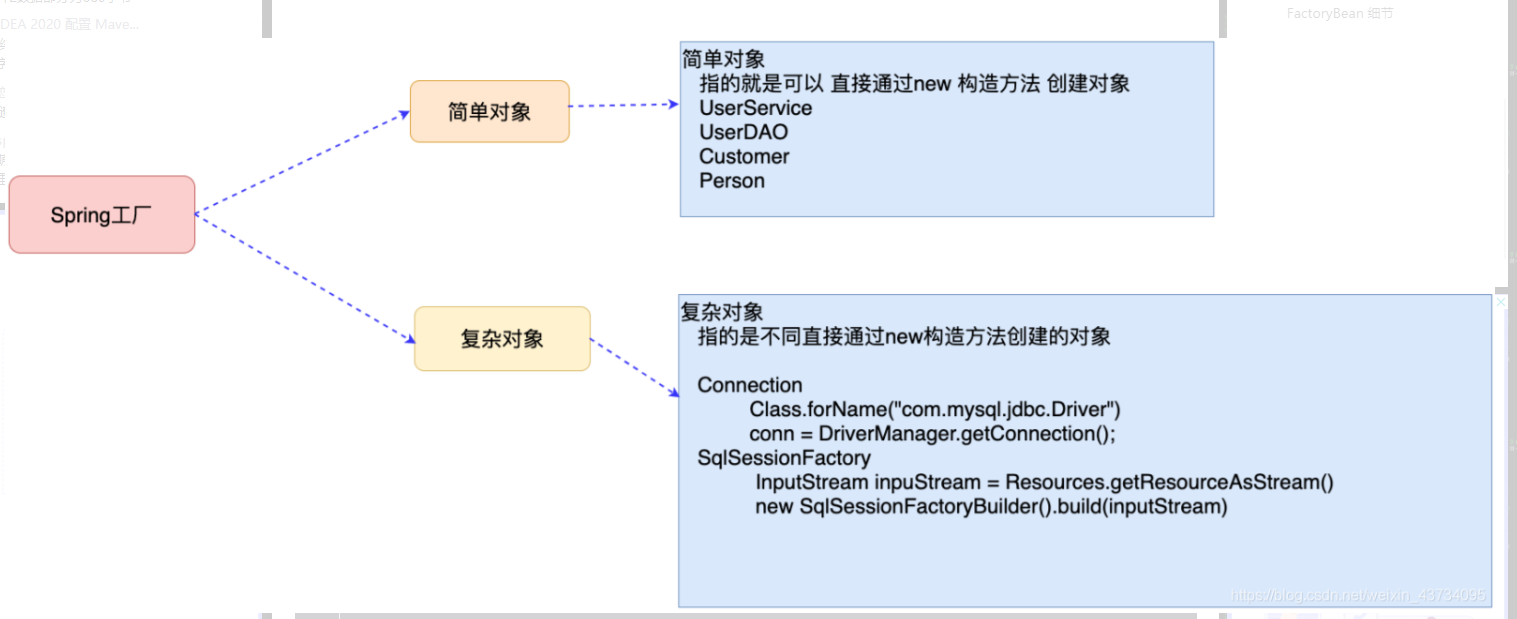 DEA 2020 配置 Mave...
FactoryBean 细节
Spring工厂
简单对象
简单对象
指的就是可以 直接通过new 构造方法 创建对象
UserService
UserDAO
Customer
Person
复杂对象
复杂对象
指的是不同直接通过new构造方法创建的对象
Connection
Class.forName("com.mysql.jdbc.Driver")
conn = DriverManager.getConnection();
SqlSessionFactory
InputStream inpuStream = Resources.getResourceAsStream()
new SqlSessionFactoryBuilder().build(inputStream)
https://blog.csdn.net/weixin_43734095